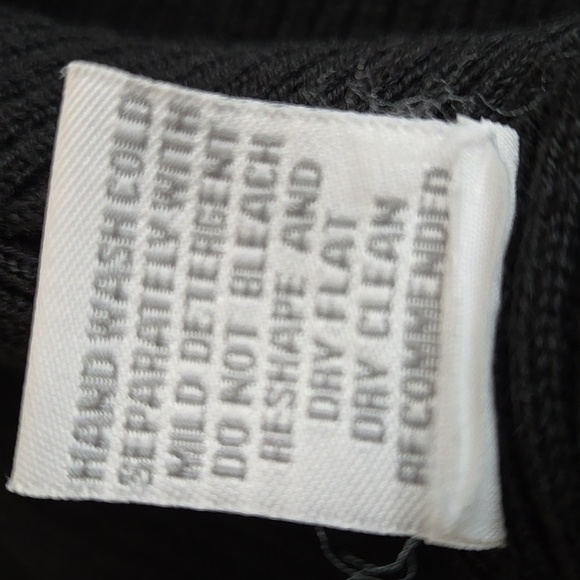 HAND WASH COLD
SEPARATELY WITH
MILD DETERGENT
DO NOT BLEACH
RESHAPE AND
DRY FLAT
DRY CLEAN
RECOMMENDED